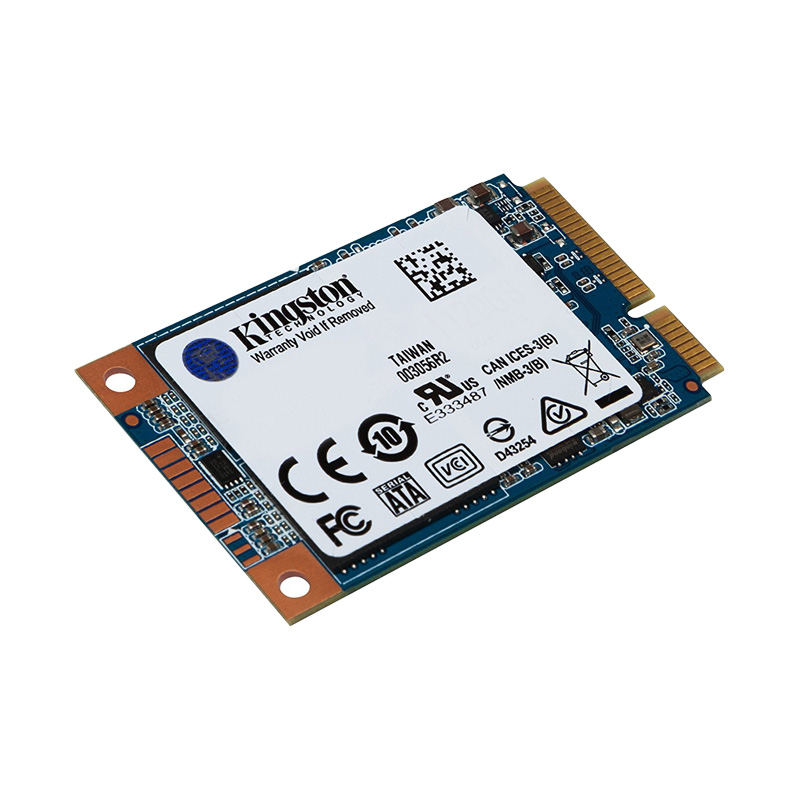 Kingston
TECHNOLOGY
Warranty Void If Removed
TAIWAN
003056R2
c RU us
E333487
CAN ICES-3(B)
/NMB-3(B)
CE
10
D43254
VCI
SERIAL
ATA
FC